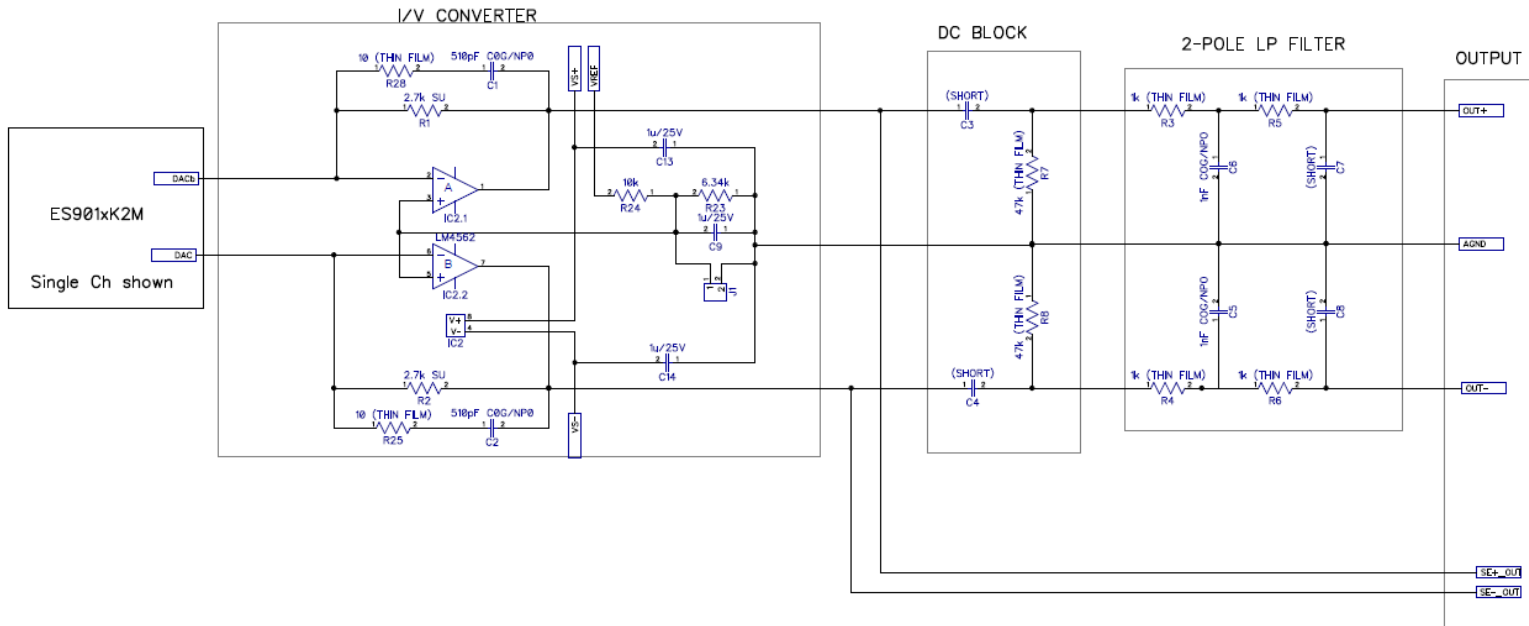 I/V CONVERTER
DC BLOCK
2-POLE LP FILTER
OUTPUT
10 (THIN FILM)
510pF C0G/NP0
R28
C1
2.7k SU
R1
VS+
VREF
1u/25V
C13
(SHORT)
C3
1k (THIN FILM)
R3
1k (THIN FILM)
R5
OUT+
DACb
A
IC2.1
10k
R24
6.34k
R23
1u/25V
C9
47k (THIN FILM)
R7
1nF COG/NPO
C6
(SHORT)
C7
ES901xK2M
DAC
Single Ch shown
LM4562
B
IC2.2
J1
AGND
V+
V-
IC2
47k (THIN FILM)
R8
1nF COG/NPO
C5
(SHORT)
C8
1u/25V
C14
2.7k SU
R2
10 (THIN FILM)
510pF C0G/NP0
R25
C2
VS-
(SHORT)
C4
1k (THIN FILM)
R4
1k (THIN FILM)
R6
OUT-
SE+_OUT
SE-_OUT